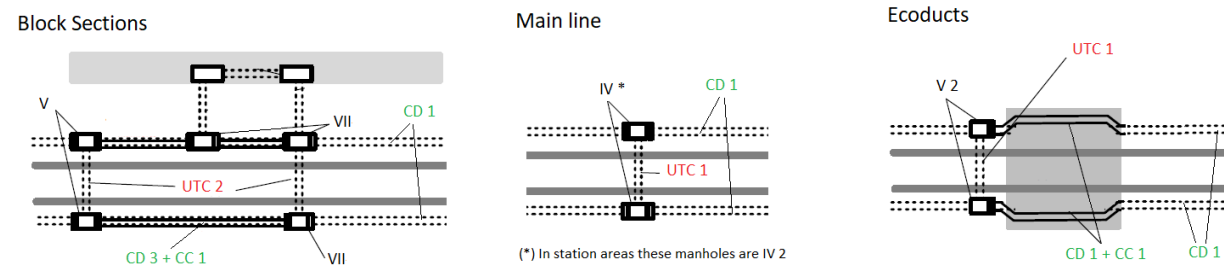 Block Sections
V
VII
CD 1
UTC 2
CD 3 + CC 1
VII
Main line
IV *
CD 1
UTC 1
(*) In station areas these manholes are IV 2
Ecoducts
UTC 1
V 2
CD 1 + CC 1
CD 1